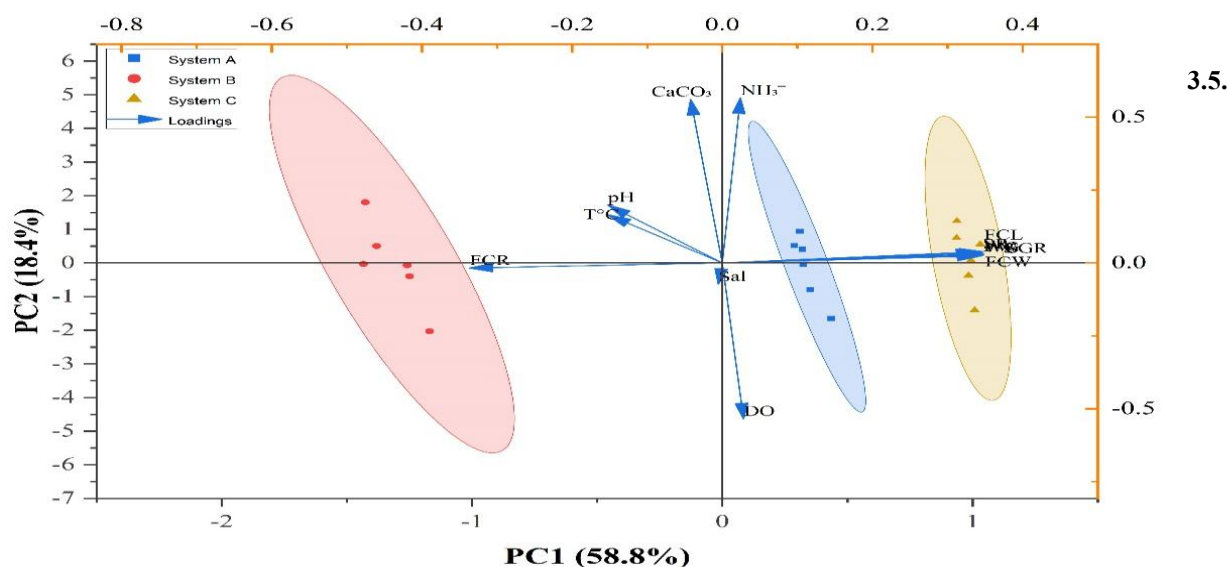 -0.8 -0.6 -0.4 -0.2 0.0 0.2 0.4
System A
System B
System C
Loadings
3.5.
6
5
4
3
2
1
0
-1
-2
-3
-4
-5
-6
-7
PC2 (18.4%)
CaCO₃ NH₃⁻
pH
T°C
FCR
Sal
DO
FCL
SGR
FCW
0.5
0.0
-0.5
-2 -1 0 1
PC1 (58.8%)